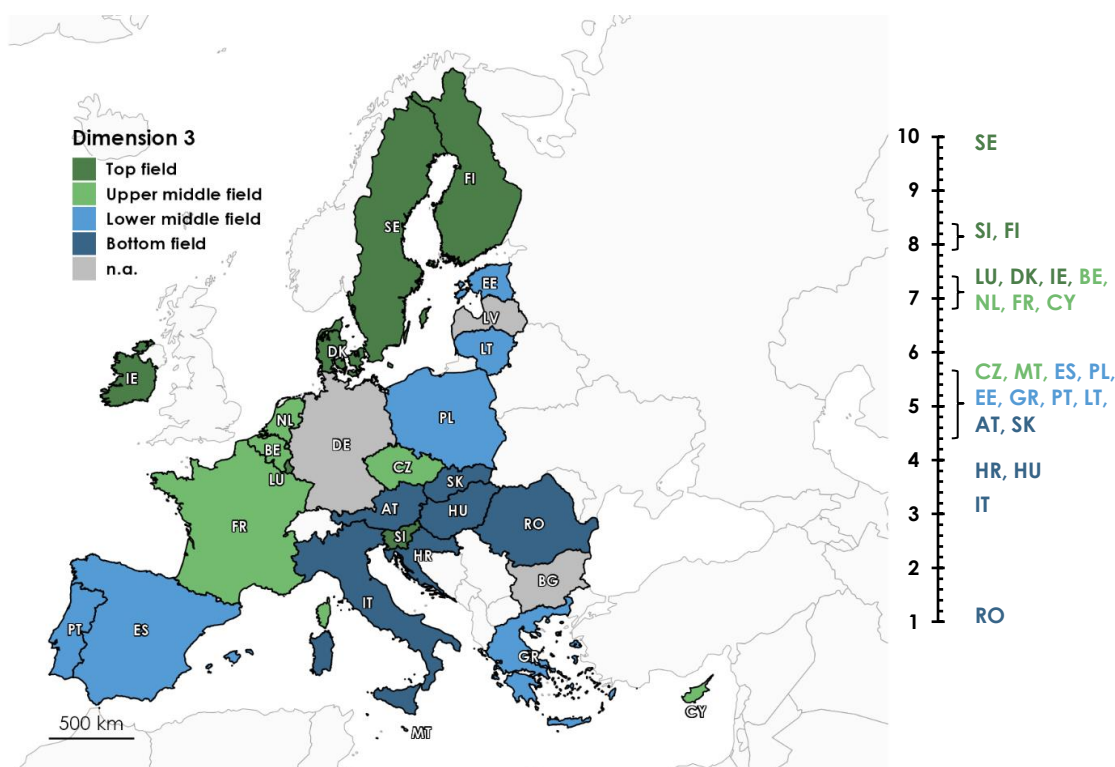 Dimension 3
Top field
Upper middle field
Lower middle field
Bottom field
n.a.
FI
SE
EE
LV
LT
DK
IE
NL
BE
LU
DE
PL
CZ
SK
AT
HU
FR
SI
HR
RO
IT
BG
PT
ES
GR
MT
CY
500 km
10
9
8
7
6
5
4
3
2
1
SE
SI, FI
LU, DK, IE, BE,
NL, FR, CY
CZ, MT, ES, PL,
EE, GR, PT, LT,
AT, SK
HR, HU
IT
RO